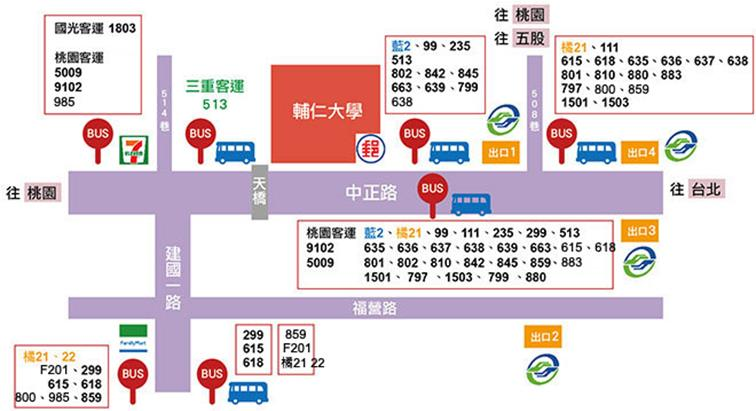 往 桃園
往 五股
國光客運 1803
桃園客運
5009
9102
985
514巷
三重客運
513
輔仁大學
郵
藍2、99、235
513
802、842、845
663、639、799
638
508巷
橘21、111
615、618、635、636、637、638
801、810、880、883
797、800、859
1501、1503
BUS
7
ELEVEN
BUS
BUS
出口1
BUS
出口4
往 桃園
天橋
中正路
BUS
往 台北
桃園客運 藍2、橘21、99、111、235、299、513
9102 635、636、637、638、639、663、615、618
5009 801、802、810、842、845、859、883
1501、797、1503、799、880
出口3
建國一路
福營路
FamilyMart
橘21、22
F201、299
615、618
800、985、859
BUS
BUS
299
615
618
859
F201
橘21 22
出口2